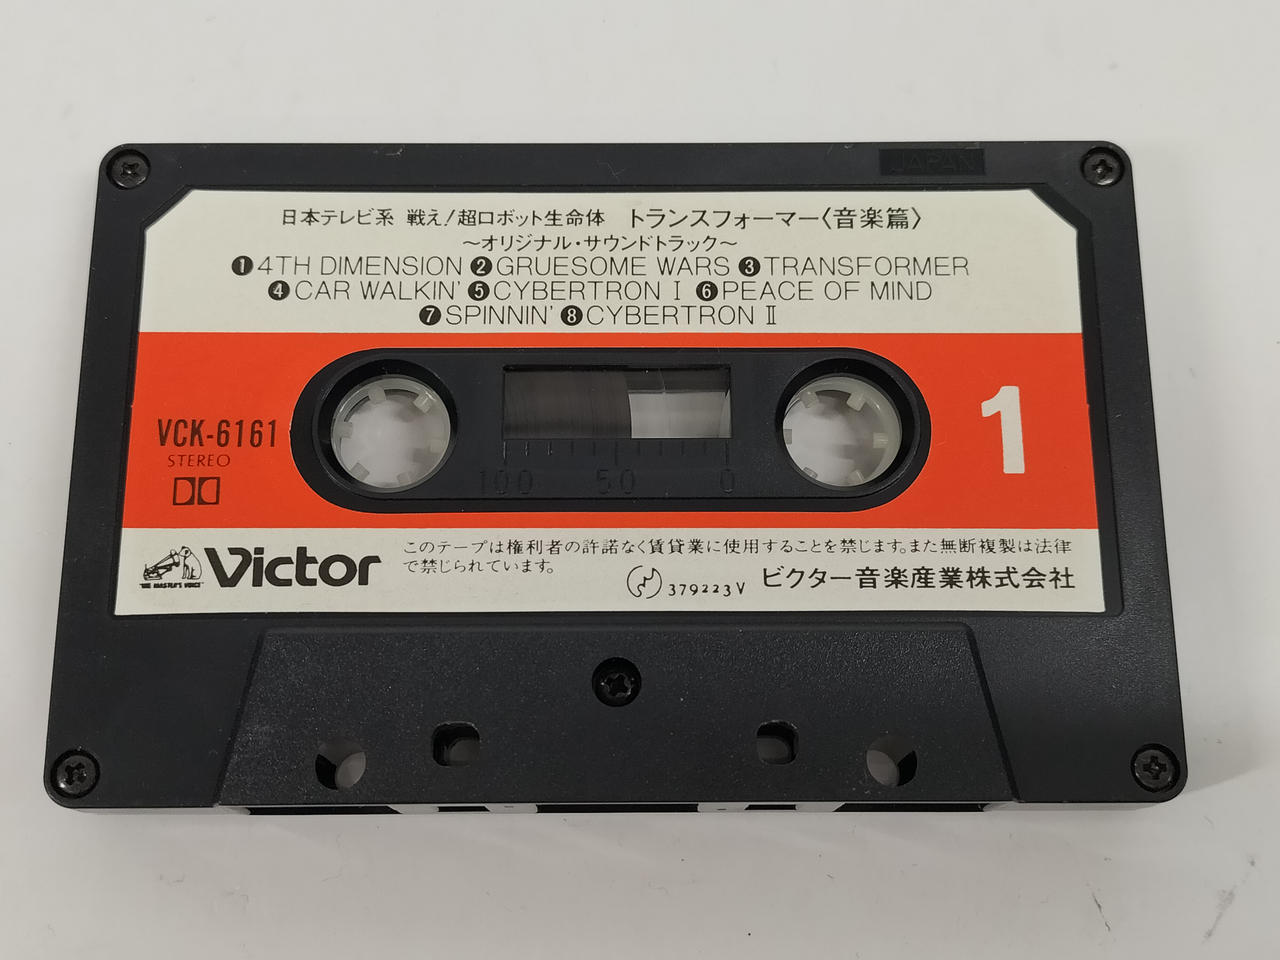 JAPAN
日本テレビ系 戦え!超ロボット生命体 トランスフォーマー〈音楽篇〉
〜オリジナル・サウンドトラック〜
❶4TH DIMENSION ❷GRUESOME WARS ❸TRANSFORMER
❹CAR WALKIN' ❺CYBERTRON Ⅰ ❻PEACE OF MIND
❼SPINNIN' ❽CYBERTRON Ⅱ
VCK-6161
STEREO
1
100 50 0
"HIS MASTER'S VOICE"
Victor
このテープは権利者の許諾なく賃貸業に使用することを禁じます。また無断複製は法律
で禁じられています。
379223V ビクター音楽産業株式会社